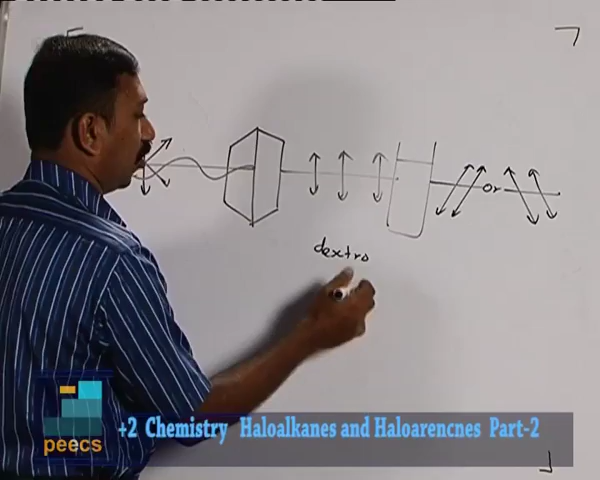 or
dextro
+2 Chemistry Haloalkanes and Haloarencnes Part-2
peecs